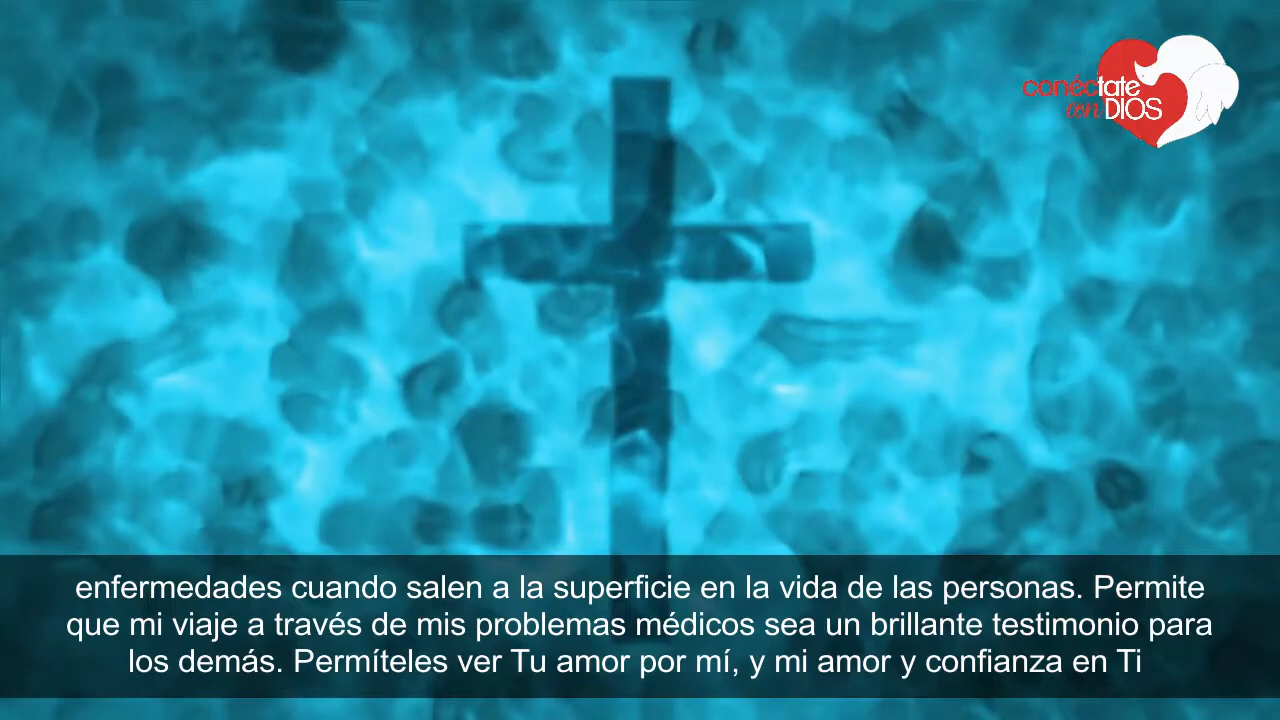 conéctate
con DIOS
enfermedades cuando salen a la superficie en la vida de las personas. Permite
que mi viaje a través de mis problemas médicos sea un brillante testimonio para
los demás. Permíteles ver Tu amor por mí, y mi amor y confianza en Ti